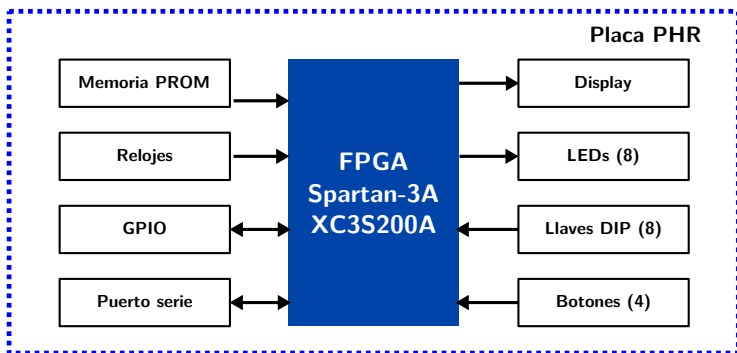 Placa PHR
Memoria PROM
Relojes
GPIO
Puerto serie
FPGA
Spartan-3A
XC3S200A
Display
LEDs (8)
Llaves DIP (8)
Botones (4)